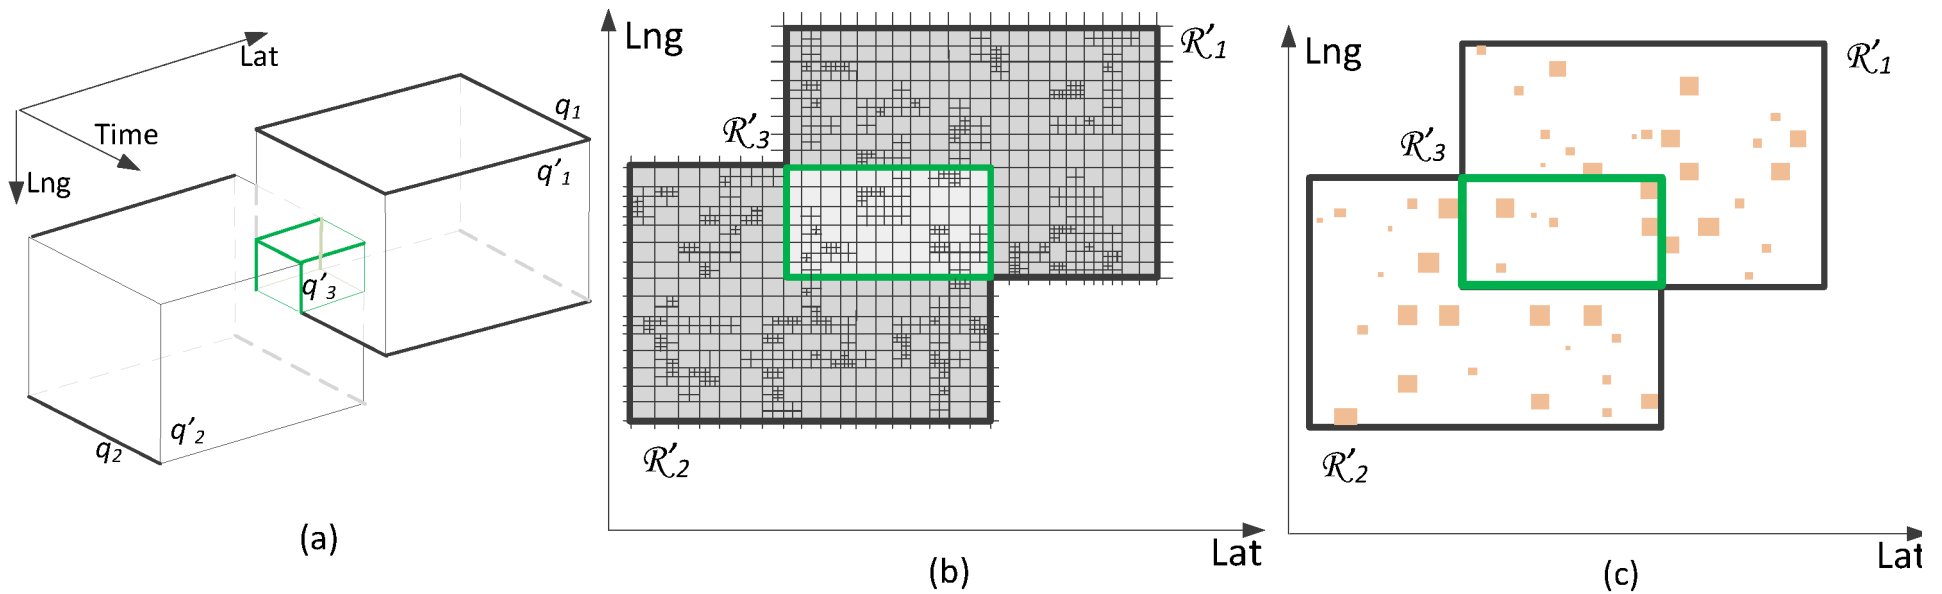 Lat
Time
Lng
q1
q'1
q'3
q'2
q2
(a)
Lng
R'1
R'3
R'2
Lat
(b)
Lng
R'1
R'3
R'2
Lat
(c)